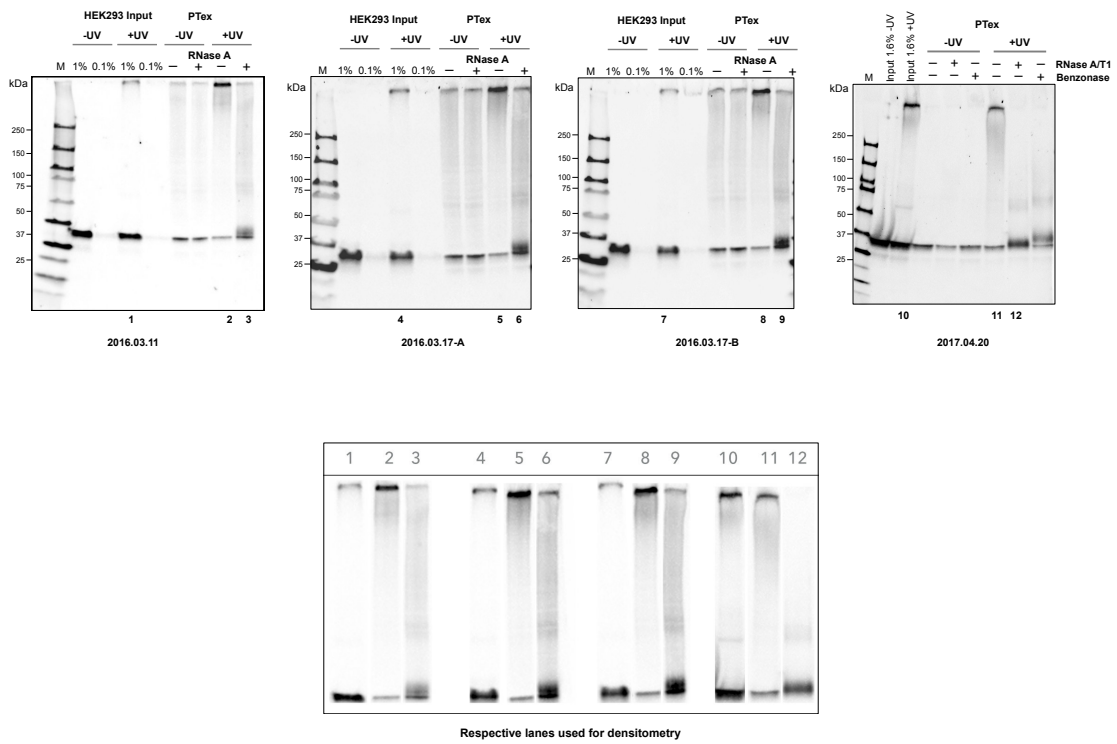 HEK293 Input PTex
-UV +UV -UV +UV
RNase A
M 1% 0.1% 1% 0.1% — + — +
kDa
250
150
100
75
50
37
25
1 2 3
2016.03.11
HEK293 Input PTex
-UV +UV -UV +UV
RNase A
M 1% 0.1% 1% 0.1% — + — +
kDa
250
150
100
75
50
37
25
4 5 6
2016.03.17-A
HEK293 Input PTex
-UV +UV -UV +UV
RNase A
M 1% 0.1% 1% 0.1% — + — +
kDa
250
150
100
75
50
37
25
7 8 9
2016.03.17-B
Input 1.6% -UV
Input 1.6% +UV
PTex
-UV +UV
— + — — + — RNase A/T1
— — + — — + Benzonase
M
kDa
250
150
100
75
50
37
25
10 11 12
2017.04.20
1 2 3 4 5 6 7 8 9 10 11 12
Respective lanes used for densitometry